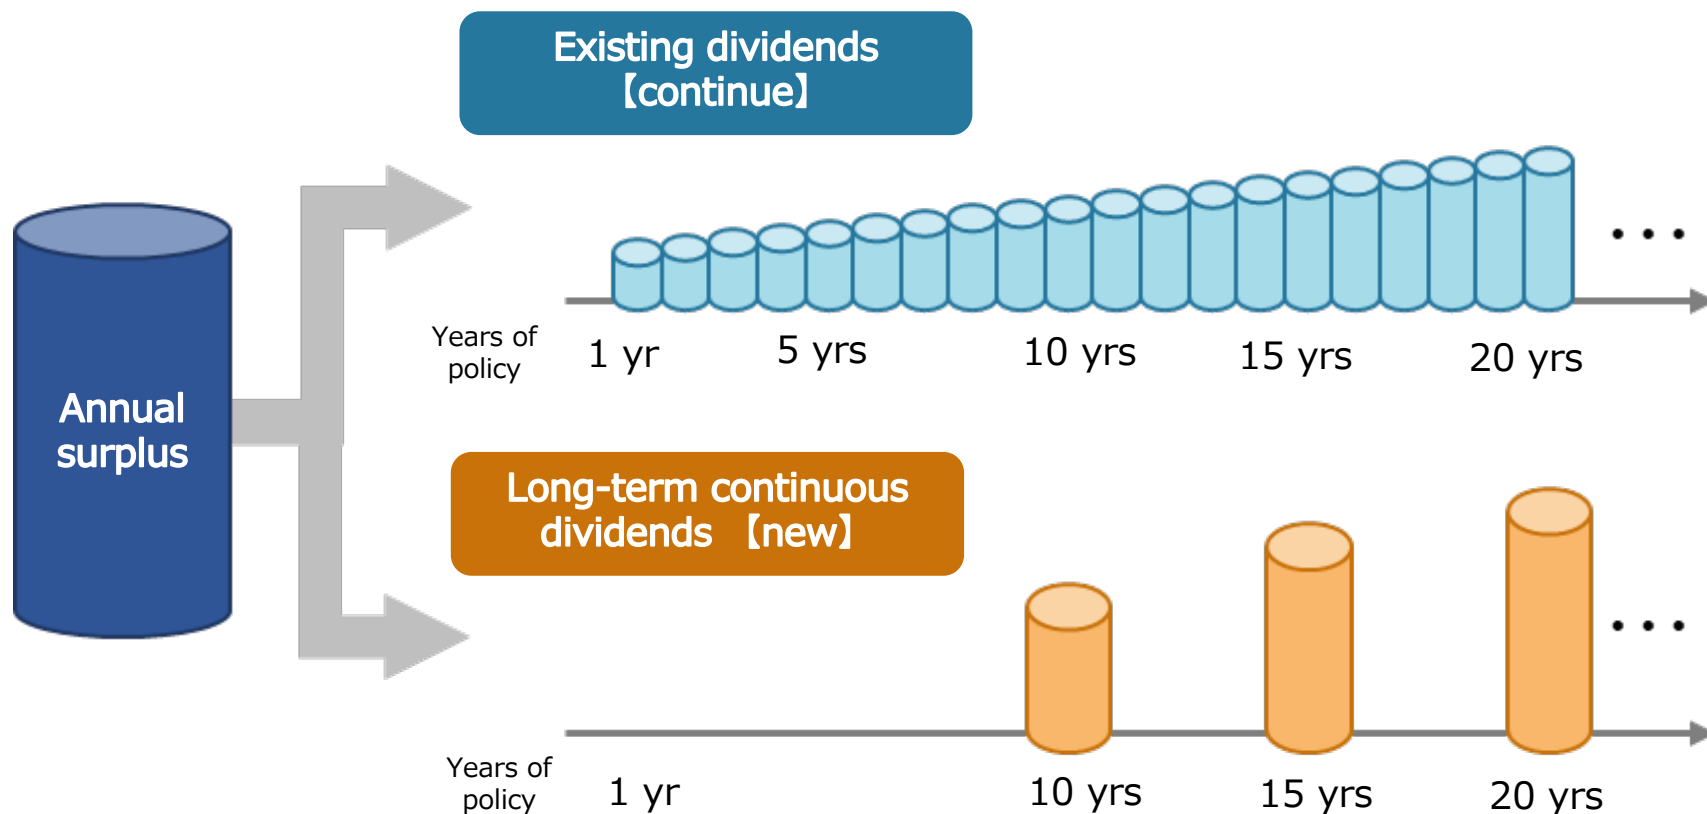 Existing dividends
【continue】
Annual
surplus
Years of
policy
1 yr
5 yrs
10 yrs
15 yrs
20 yrs
...
Long-term continuous
dividends 【new】
...
Years of
policy
1 yr
10 yrs
15 yrs
20 yrs